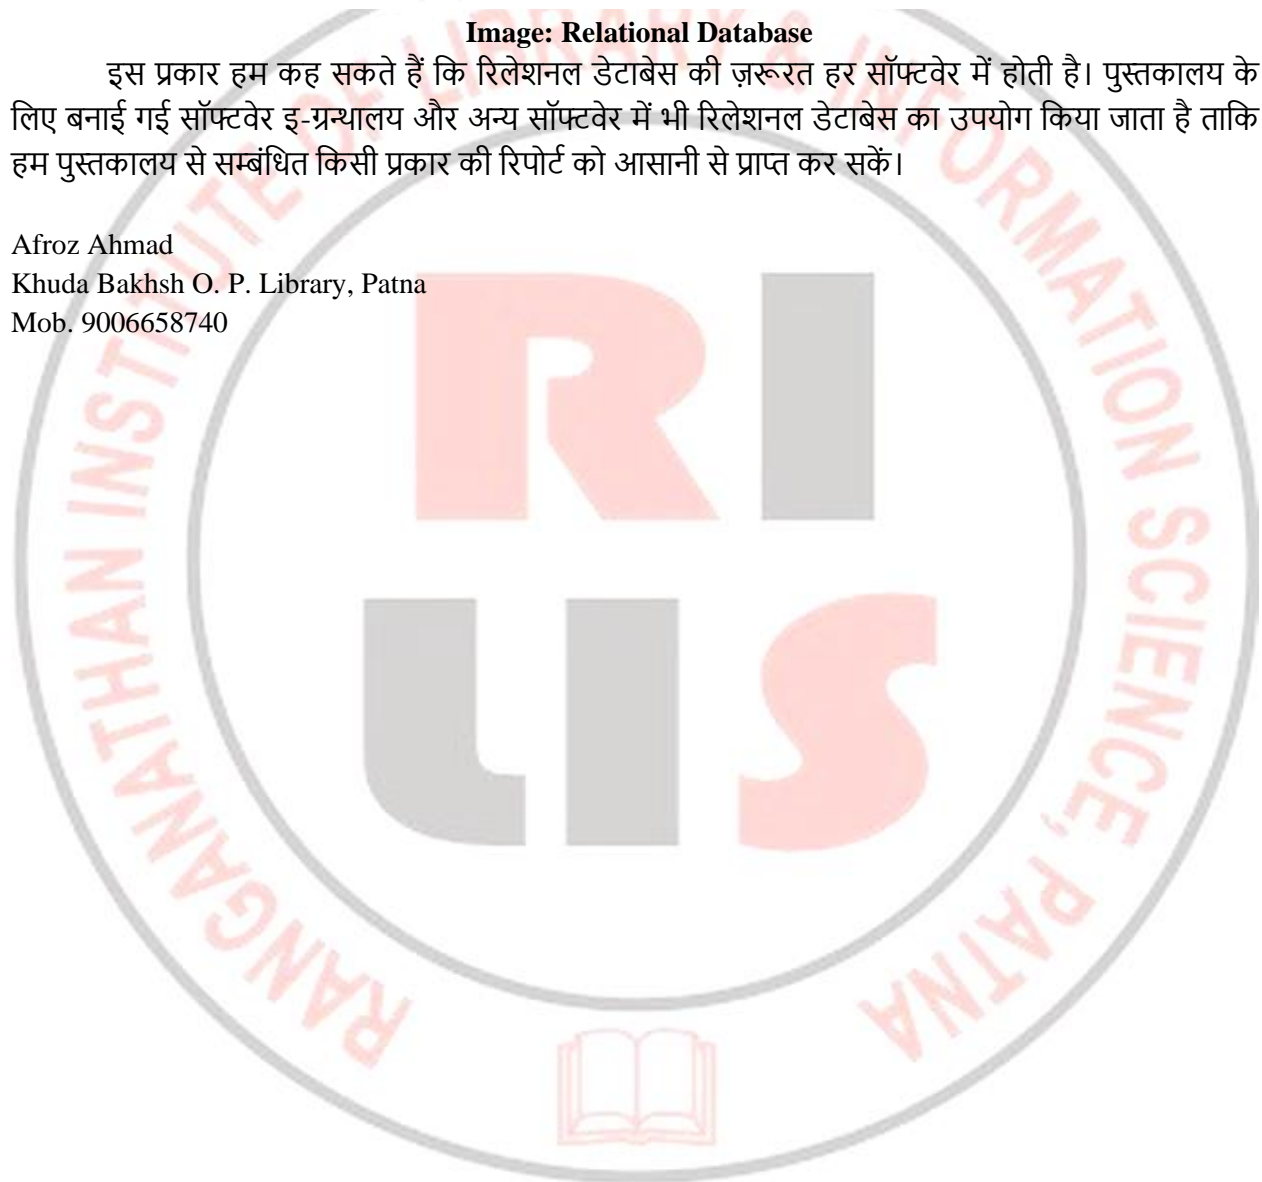 Image: Relational Database
इस प्रकार हम कह सकते हैं कि रिलेशनल डेटाबेस की ज़रूरत हर सॉफ्टवेर में होती है। पुस्तकालय के
लिए बनाई गई सॉफ्टवेर इ-ग्रन्थालय और अन्य सॉफ्टवेर में भी रिलेशनल डेटाबेस का उपयोग किया जाता है ताकि
हम पुस्तकालय से सम्बंधित किसी प्रकार की रिपोर्ट को आसानी से प्राप्त कर सकें।
Afroz Ahmad
Khuda Bakhsh O. P. Library, Patna
Mob. 9006658740
RANGANATHAN INSTITUTE OF LIBRARY & INFORMATION SCIENCE, PATNA
RI
LIS